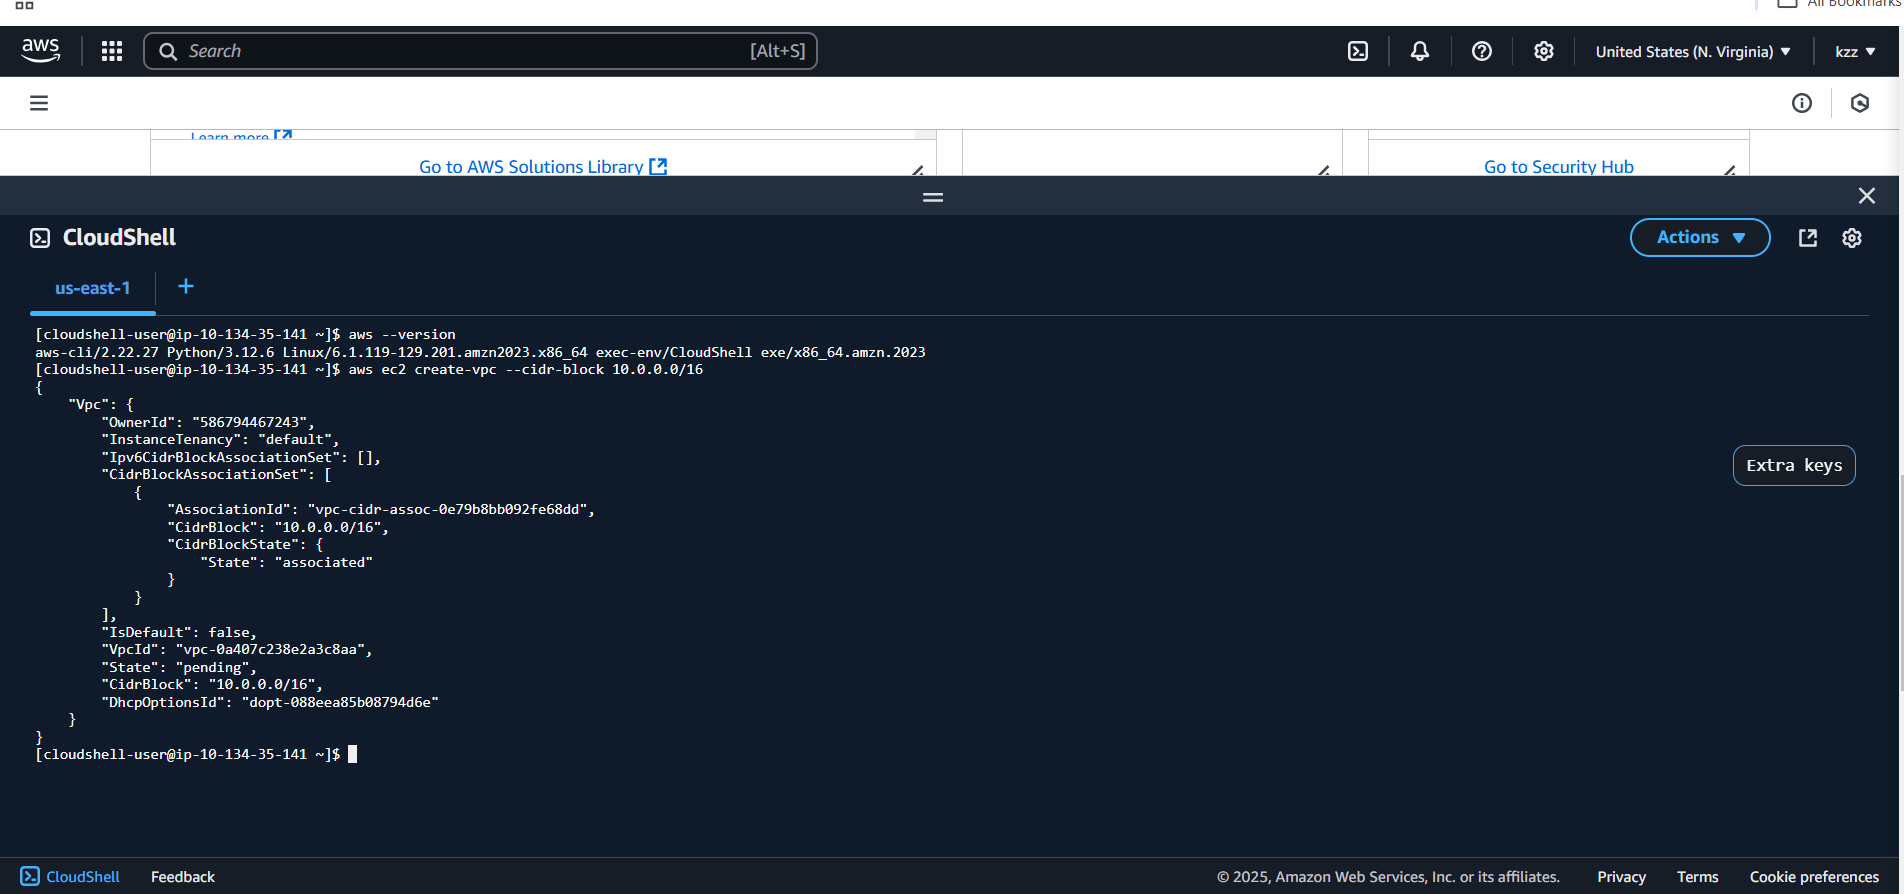 All Bookmarks
aws
Search [Alt+S]
United States (N. Virginia)
kzz
Learn more
Go to AWS Solutions Library
Go to Security Hub
CloudShell
Actions
us-east-1 +
[cloudshell-user@ip-10-134-35-141 ~]$ aws --version
aws-cli/2.22.27 Python/3.12.6 Linux/6.1.119-129.201.amzn2023.x86_64 exec-env/CloudShell exe/x86_64.amzn.2023
[cloudshell-user@ip-10-134-35-141 ~]$ aws ec2 create-vpc --cidr-block 10.0.0.0/16
{
    "Vpc": {
        "OwnerId": "586794467243",
        "InstanceTenancy": "default",
        "Ipv6CidrBlockAssociationSet": [],
        "CidrBlockAssociationSet": [
            {
                "AssociationId": "vpc-cidr-assoc-0e79b8bb092fe68dd",
                "CidrBlock": "10.0.0.0/16",
                "CidrBlockState": {
                    "State": "associated"
                }
            }
        ],
        "IsDefault": false,
        "VpcId": "vpc-0a407c238e2a3c8aa",
        "State": "pending",
        "CidrBlock": "10.0.0.0/16",
        "DhcpOptionsId": "dopt-088eea85b08794d6e"
    }
}
[cloudshell-user@ip-10-134-35-141 ~]$
Extra keys
CloudShell
Feedback
© 2025, Amazon Web Services, Inc. or its affiliates.
Privacy
Terms
Cookie preferences